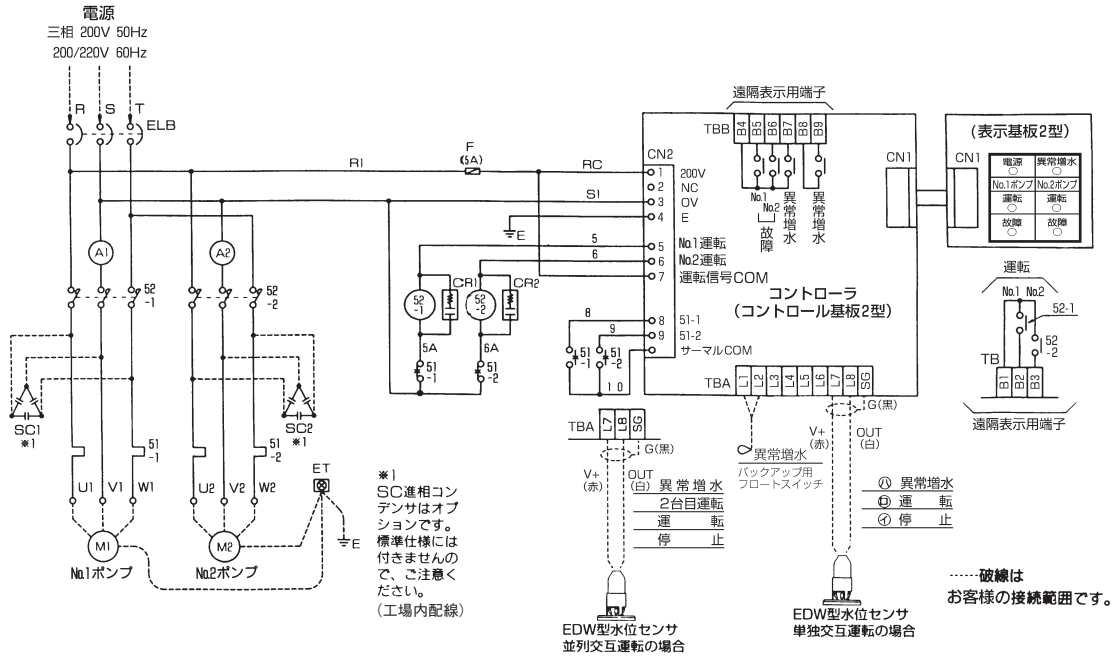 電源
三相 200V 50Hz
200/220V 60Hz
R S T
ELB
R1
F
(5A)
RC
S1
A1
A2
52
-1
52
-2
SC1
※1
SC2
※1
51
-1
51
-2
U1 V1 W1
U2 V2 W2
ET
E
M1
M2
No.1ポンプ
No.2ポンプ
※1
SC進相コン
デンサはオプ
ションです。
標準仕様には
付きませんの
で、ご注意く
ださい。
(工場内配線)
E
5
6
52
-1
CR1
52
-2
CR2
5A
6A
51
-1
51
-2
8
9
51
-1
51
-2
10
遠隔表示用端子
TBB
B4 B5 B6 B7 B8 B9
No.1
No.2
故障
異常増水
異常増水
CN2
1 200V
2 NC
3 OV
4 E
5 No.1運転
6 No.2運転
7 運転信号COM
8 51-1
9 51-2
サーマルCOM
コントローラ
(コントロール基板2型)
CN1
CN1
(表示基板2型)
電源 異常増水
No.1ポンプ No.2ポンプ
運転 運転
故障 故障
運転
No.1 No.2
52-1
52
-2
TB
B1 B2 B3
遠隔表示用端子
TBA
L1 L2 L3 L4 L5 L6 L7 L8 SG
G(黒)
V+
(赤)
OUT
(白)
異常増水
バックアップ用
フロートスイッチ
TBA
L7 L8 SG
G(黒)
V+
(赤)
OUT
(白)
異常増水
2台目運転
運転
停止
㋩ 異常増水
㋺ 運転
㋑ 停止
EDW型水位センサ
並列交互運転の場合
EDW型水位センサ
単独交互運転の場合
-----破線は
お客様の接続範囲です。